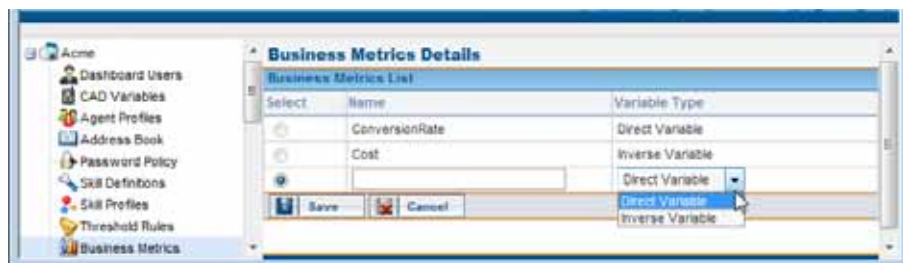 Acme
Dashboard Users
CAD Variables
Agent Profiles
Address Book
Password Policy
Skill Definitions
Skill Profiles
Threshold Rules
Business Metrics
Business Metrics Details
Business Metrics List
Select Name Variable Type
ConversionRate Direct Variable
Cost Inverse Variable
Direct Variable
Direct Variable
Inverse Variable
Save Cancel